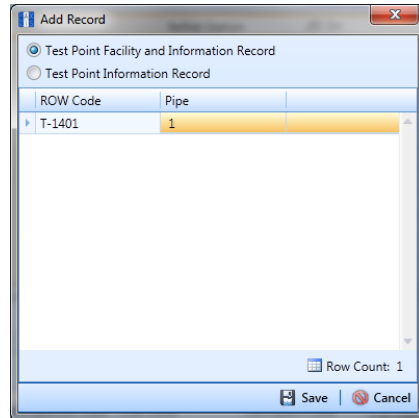 Add Record
Test Point Facility and Information Record
Test Point Information Record
ROW Code Pipe
T-1401 1
Row Count: 1
Save Cancel